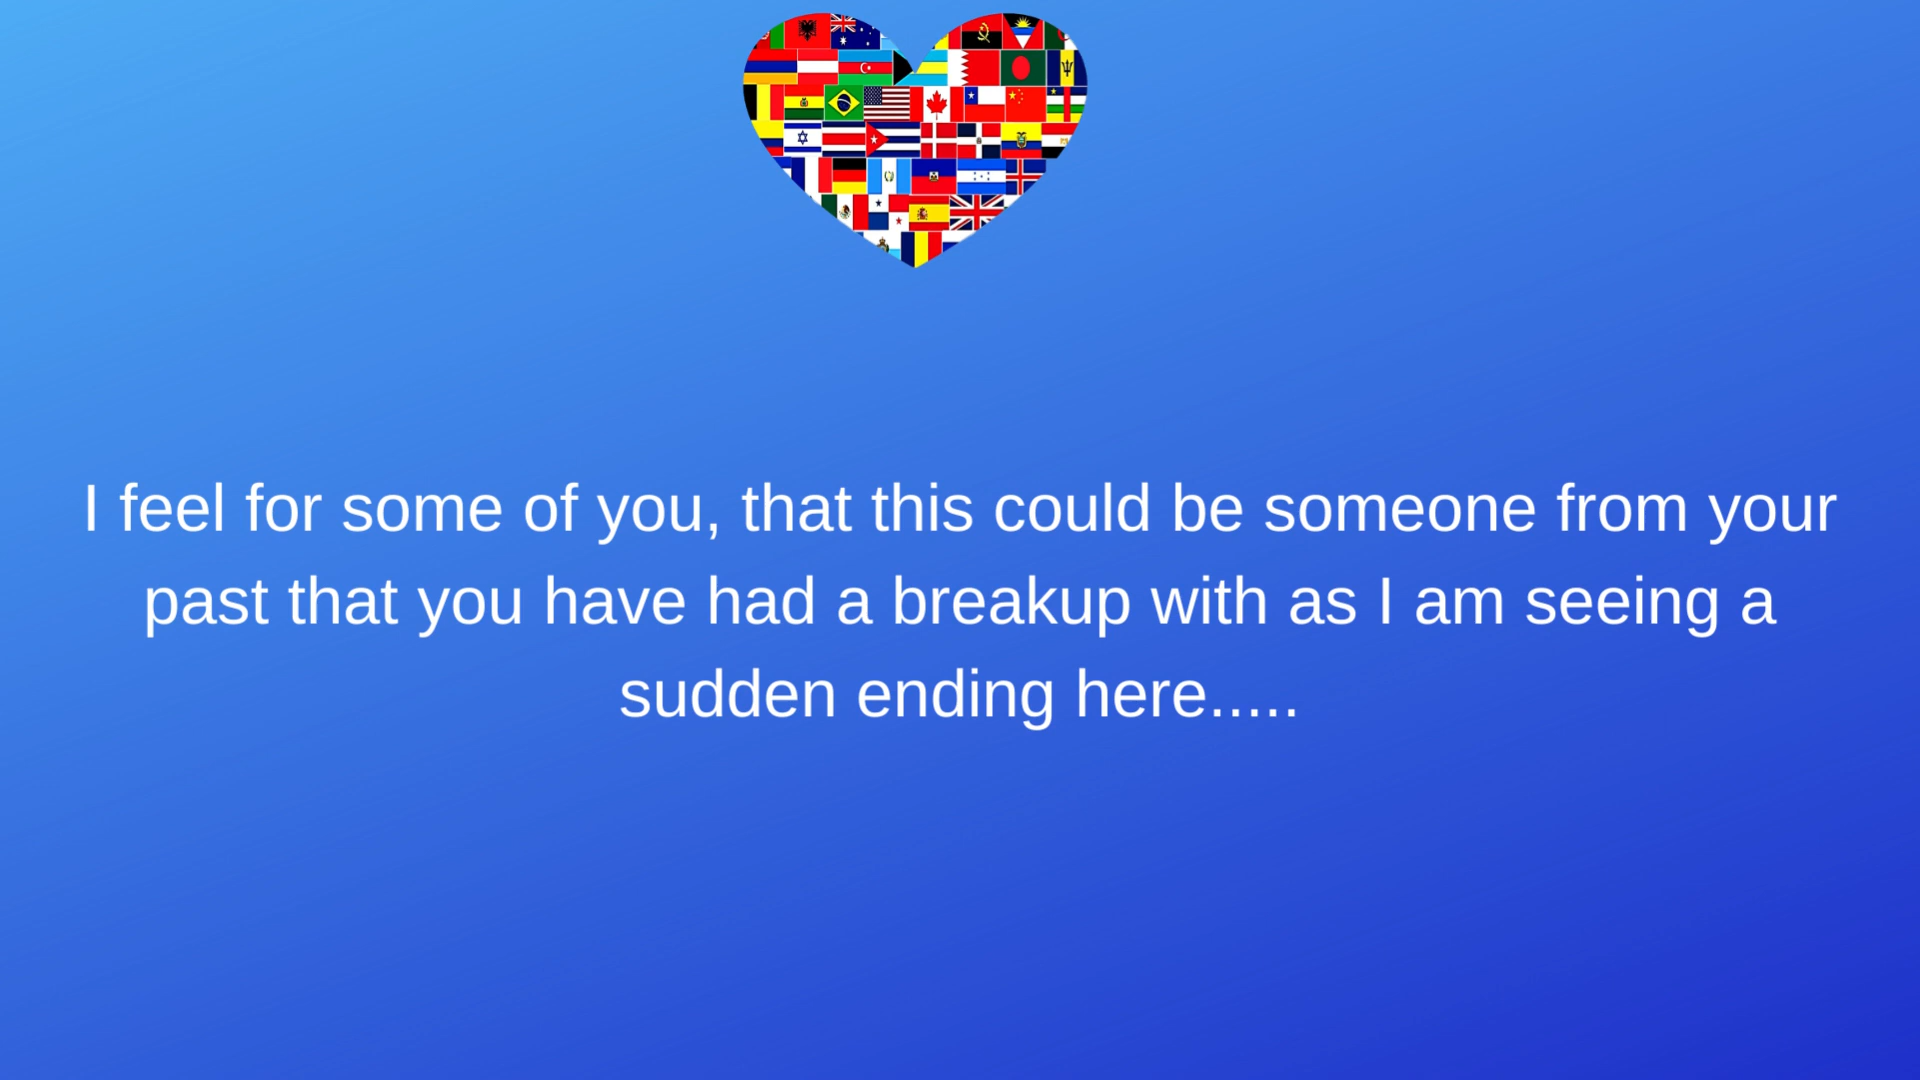 I feel for some of you, that this could be someone from your
past that you have had a breakup with as I am seeing a
sudden ending here.....